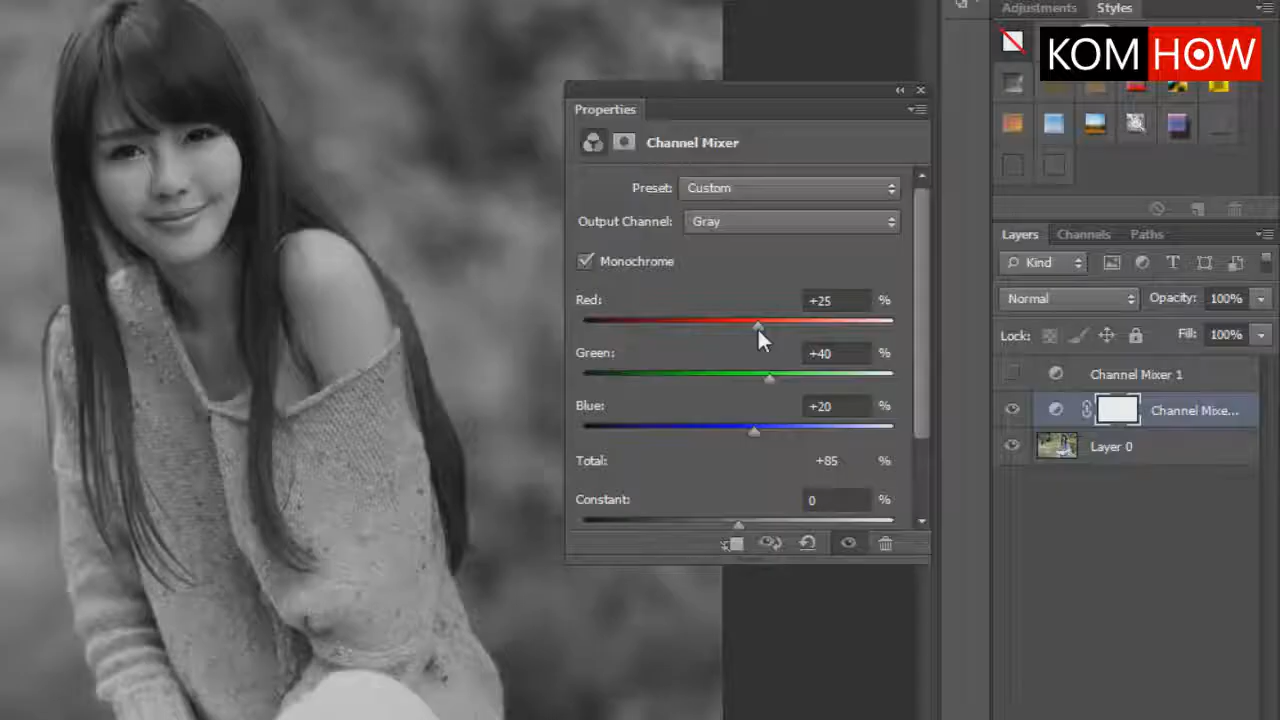 Adjustments Styles
KOMHOW
Properties
Channel Mixer
Preset: Custom
Output Channel: Gray
Monochrome
Red: +25 %
Green: +40 %
Blue: +20 %
Total: +85 %
Constant: 0 %
Layers Channels Paths
Kind
Normal Opacity: 100%
Lock: Fill: 100%
Channel Mixer 1
Channel Mixe...
Layer 0